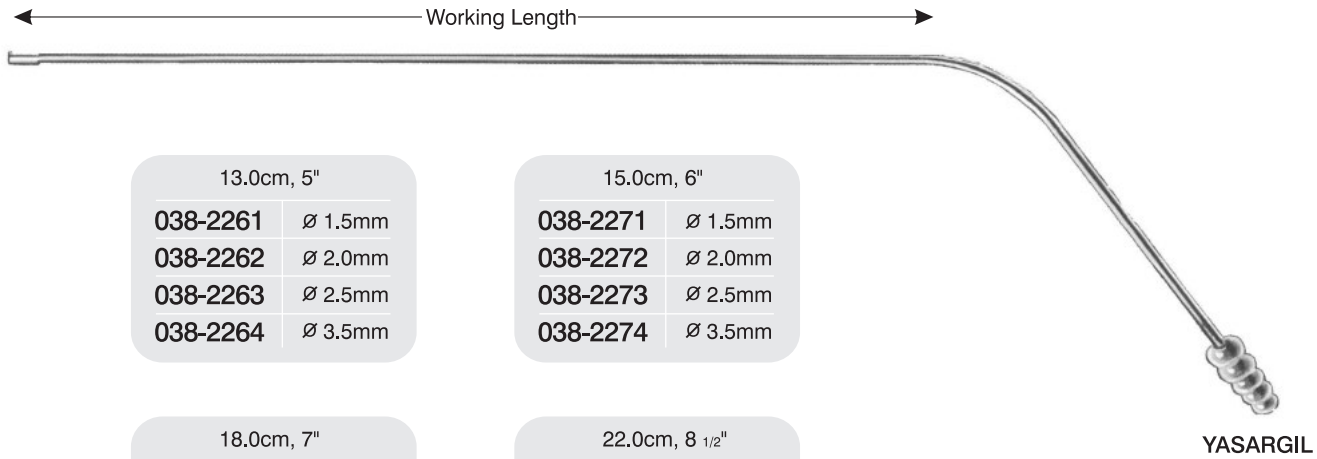 Working Length
13.0cm, 5"
038-2261 ø 1.5mm
038-2262 ø 2.0mm
038-2263 ø 2.5mm
038-2264 ø 3.5mm
15.0cm, 6"
038-2271 ø 1.5mm
038-2272 ø 2.0mm
038-2273 ø 2.5mm
038-2274 ø 3.5mm
18.0cm, 7"
22.0cm, 8 1/2"
YASARGIL